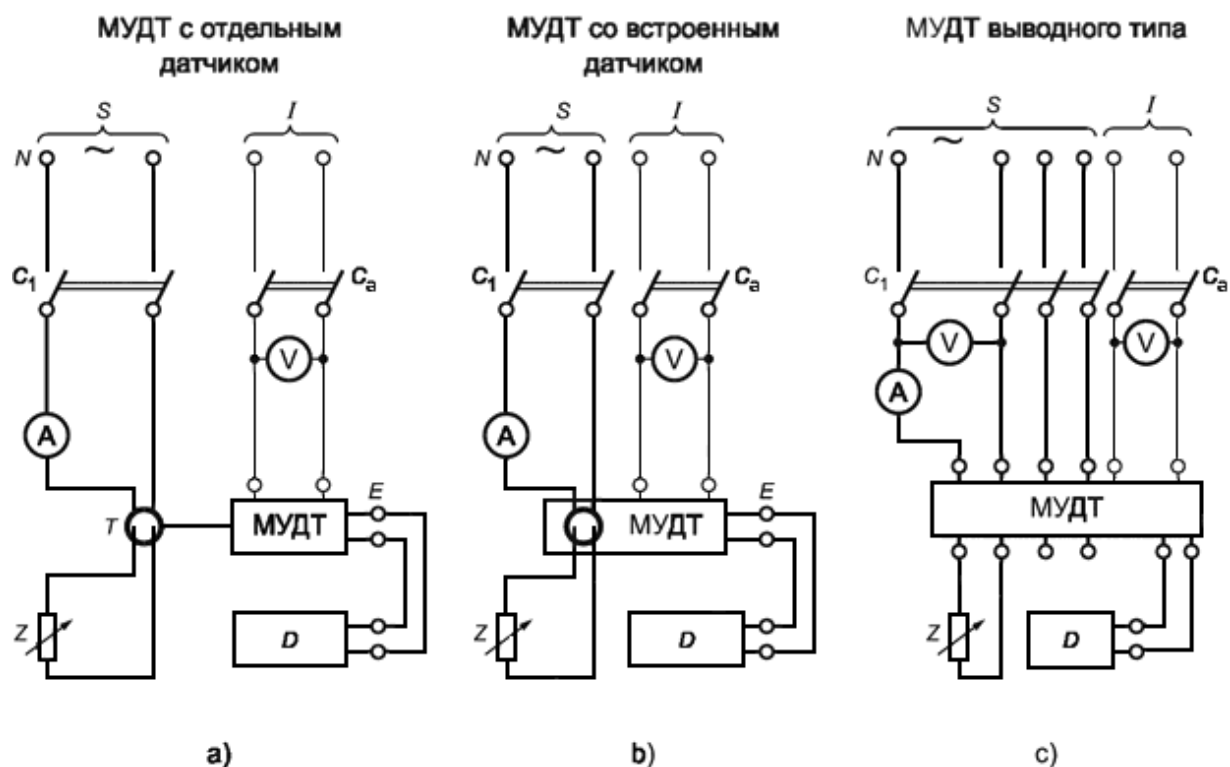 МУДТ с отдельным
датчиком
S
~
I
N
C1
Ca
V
A
T
МУДТ
E
Z
D
a)
МУДТ со встроенным
датчиком
S
~
I
N
C1
Ca
V
A
МУДТ
E
Z
D
b)
МУДТ выводного типа
S
~
I
N
C1
Ca
V
V
A
МУДТ
Z
D
c)